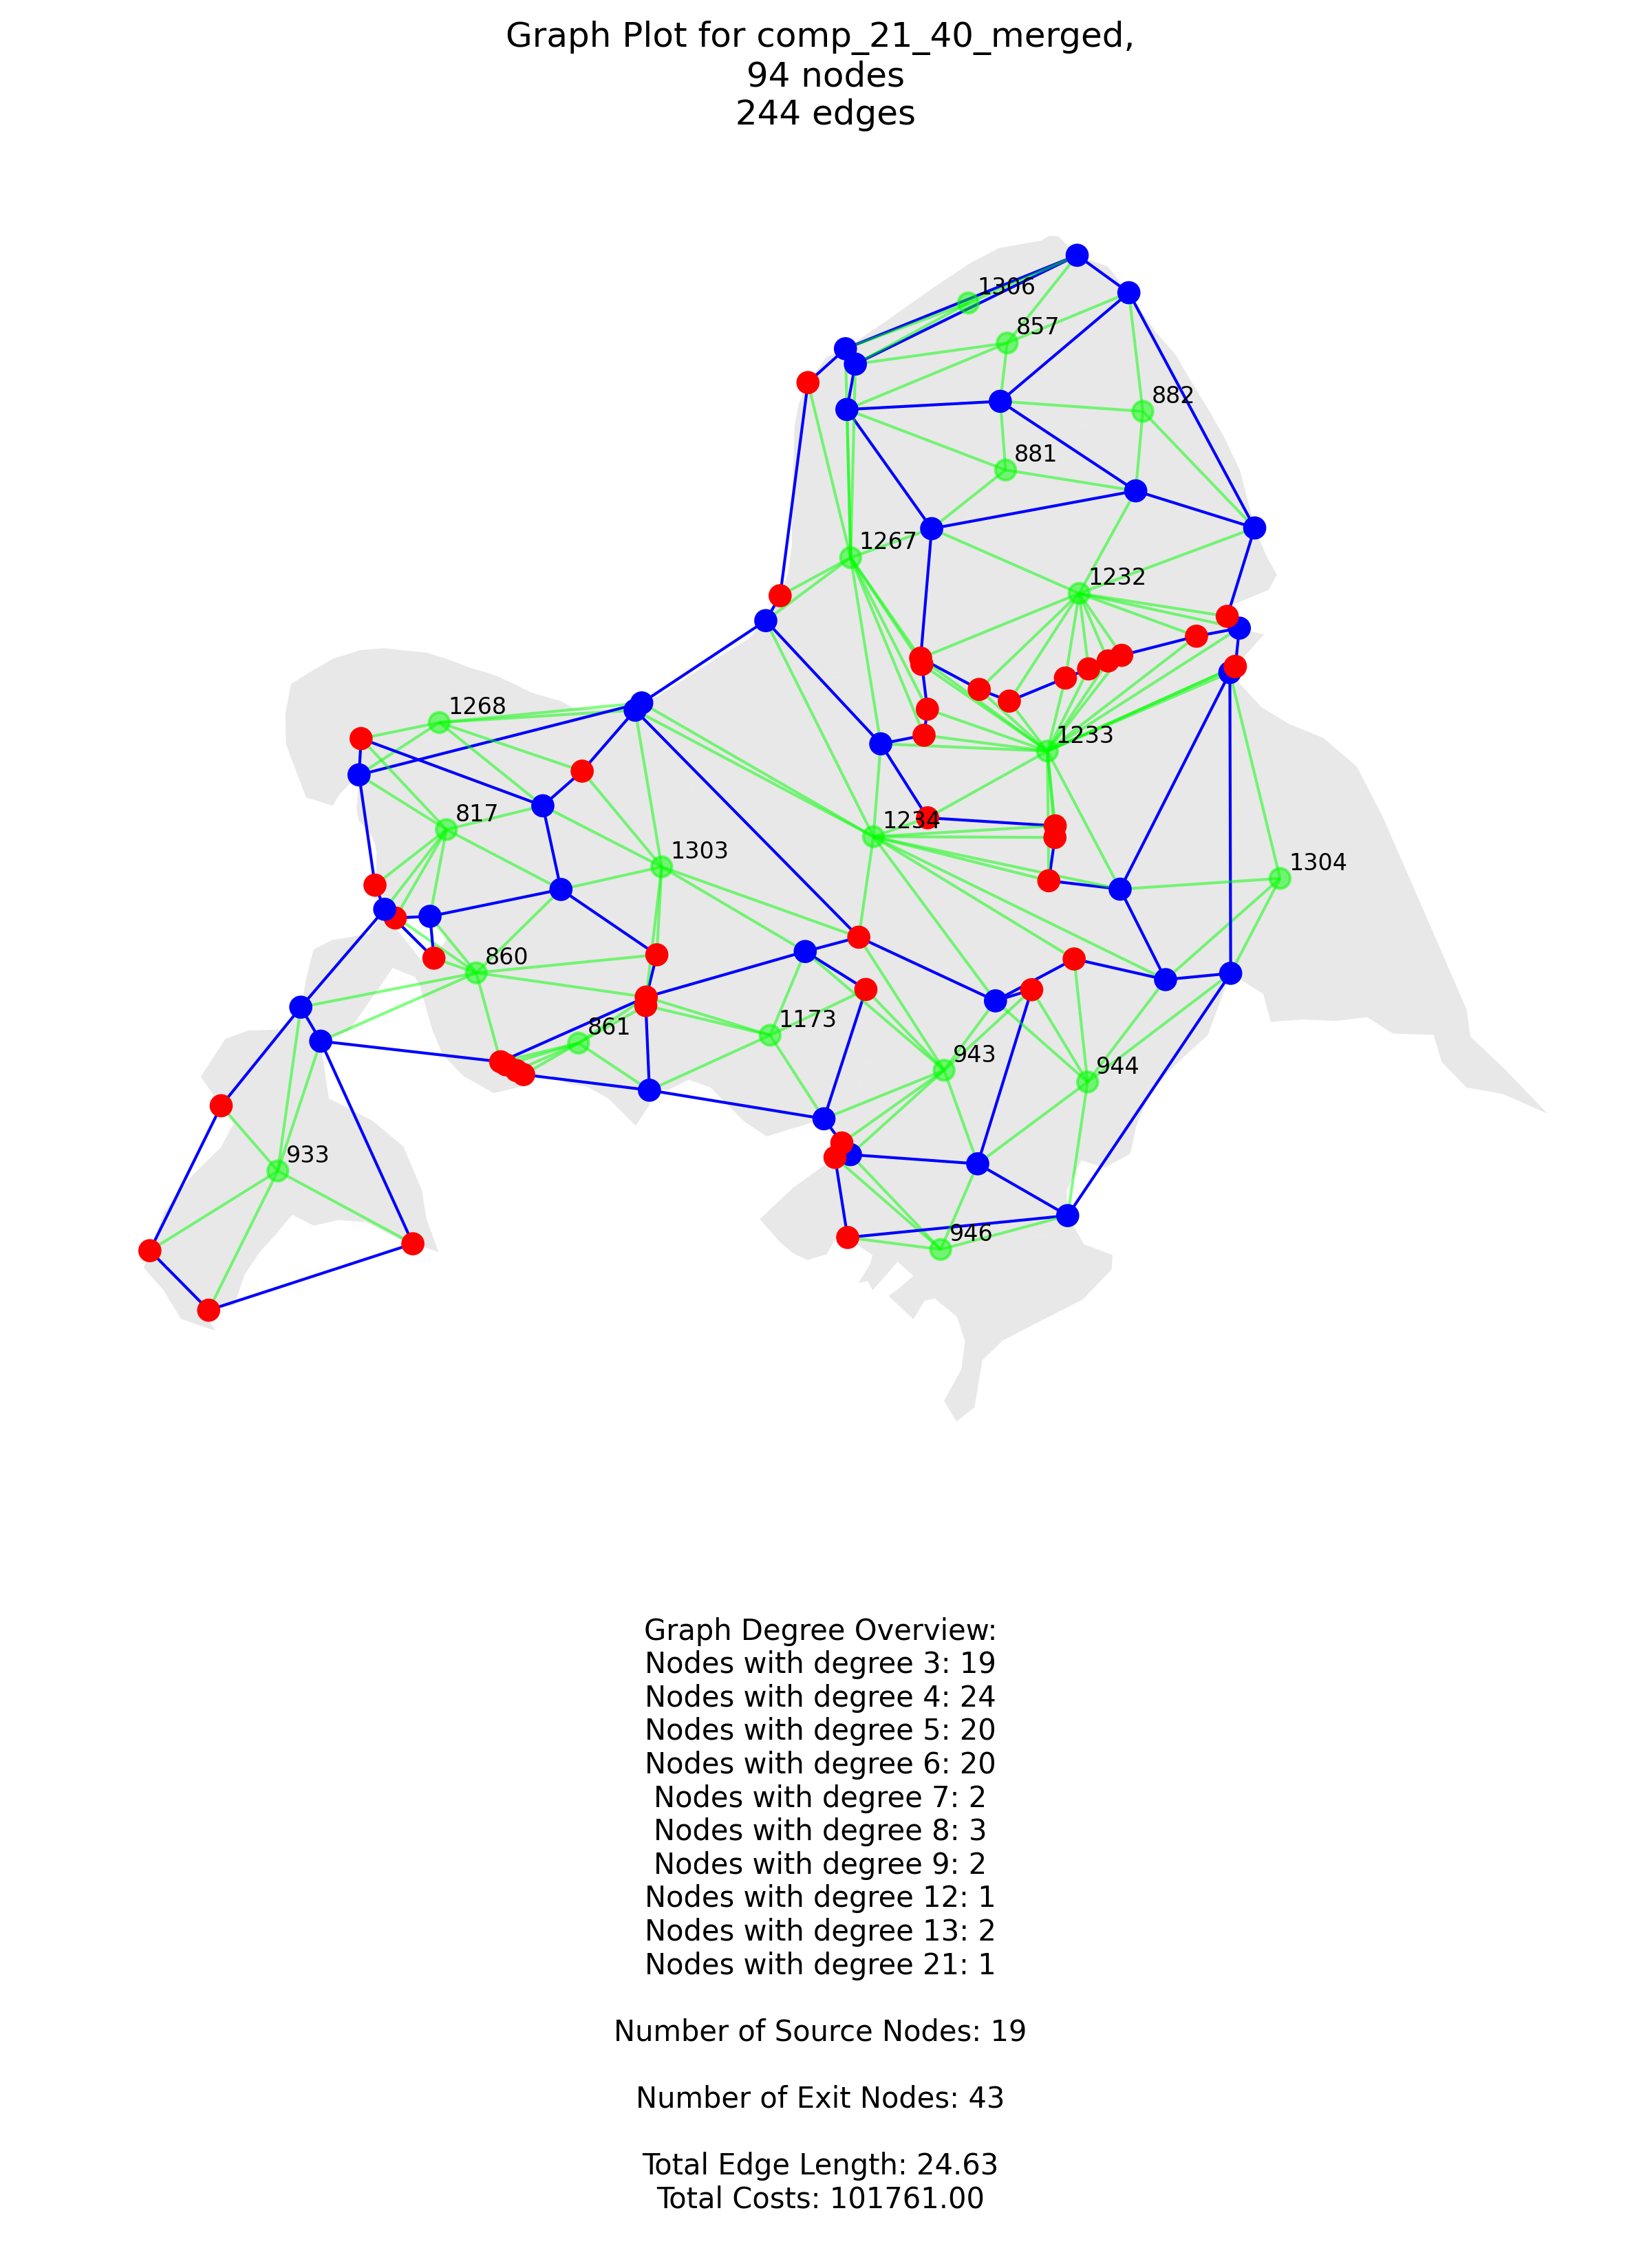 Graph Plot for comp_21_40_merged,
94 nodes
244 edges
1306
857
882
881
1267
1232
1268
1233
817
1234
1303
1304
860
861
1173
943
944
933
946
Graph Degree Overview:
Nodes with degree 3: 19
Nodes with degree 4: 24
Nodes with degree 5: 20
Nodes with degree 6: 20
Nodes with degree 7: 2
Nodes with degree 8: 3
Nodes with degree 9: 2
Nodes with degree 12: 1
Nodes with degree 13: 2
Nodes with degree 21: 1
Number of Source Nodes: 19
Number of Exit Nodes: 43
Total Edge Length: 24.63
Total Costs: 101761.00